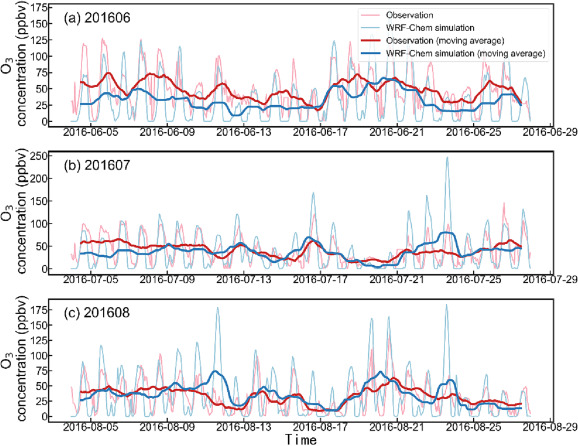 (a) 201606
Observation
WRF-Chem simulation
Observation (moving average)
WRF-Chem simulation (moving average)
O3
concentration (ppbv)
175
150
125
100
75
50
25
0
2016-06-05 2016-06-09 2016-06-13 2016-06-17 2016-06-21 2016-06-25 2016-06-29
(b) 201607
O3
concentration (ppbv)
250
200
150
100
50
0
2016-07-05 2016-07-09 2016-07-13 2016-07-17 2016-07-21 2016-07-25 2016-07-29
(c) 201608
O3
concentration (ppbv)
175
150
125
100
75
50
25
0
2016-08-05 2016-08-09 2016-08-13 2016-08-17 2016-08-21 2016-08-25 2016-08-29
Time